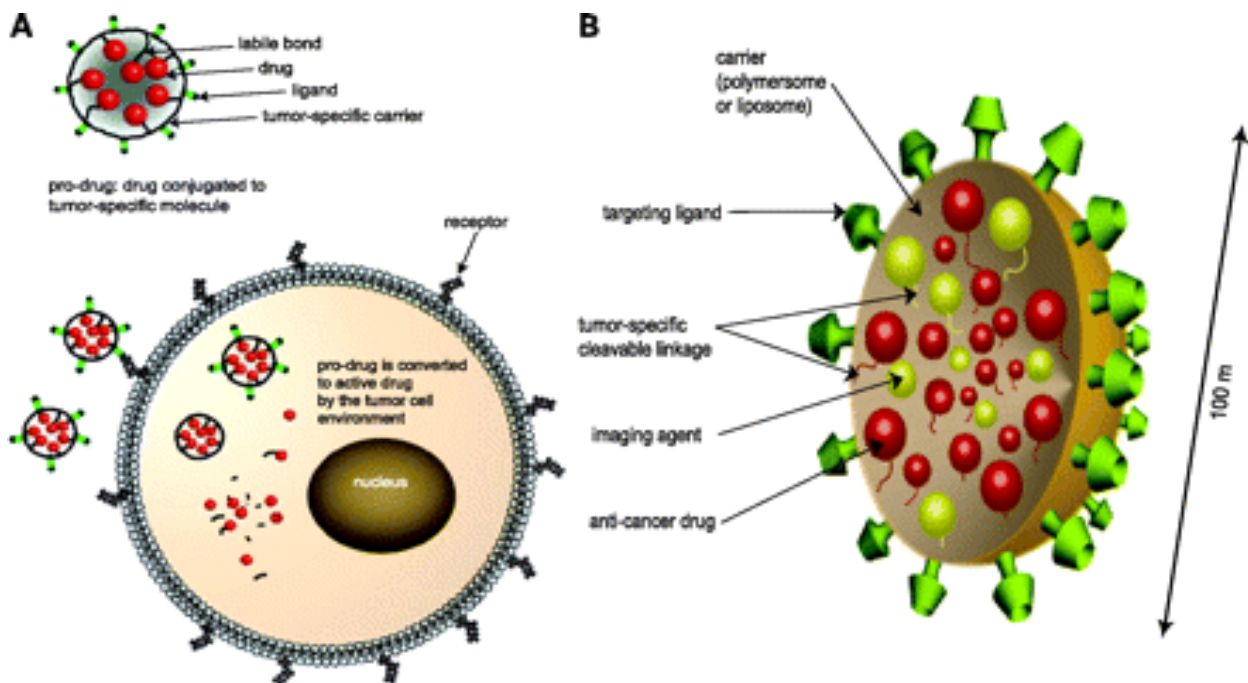 A
labile bond
drug
ligand
tumor-specific carrier
pro-drug: drug conjugated to
tumor-specific molecule
receptor
pro-drug is converted
to active drug
by the tumor cell
environment
nucleus
B
carrier
(polymersome
or liposome)
targeting ligand
tumor-specific
cleavable linkage
imaging agent
anti-cancer drug
100 m